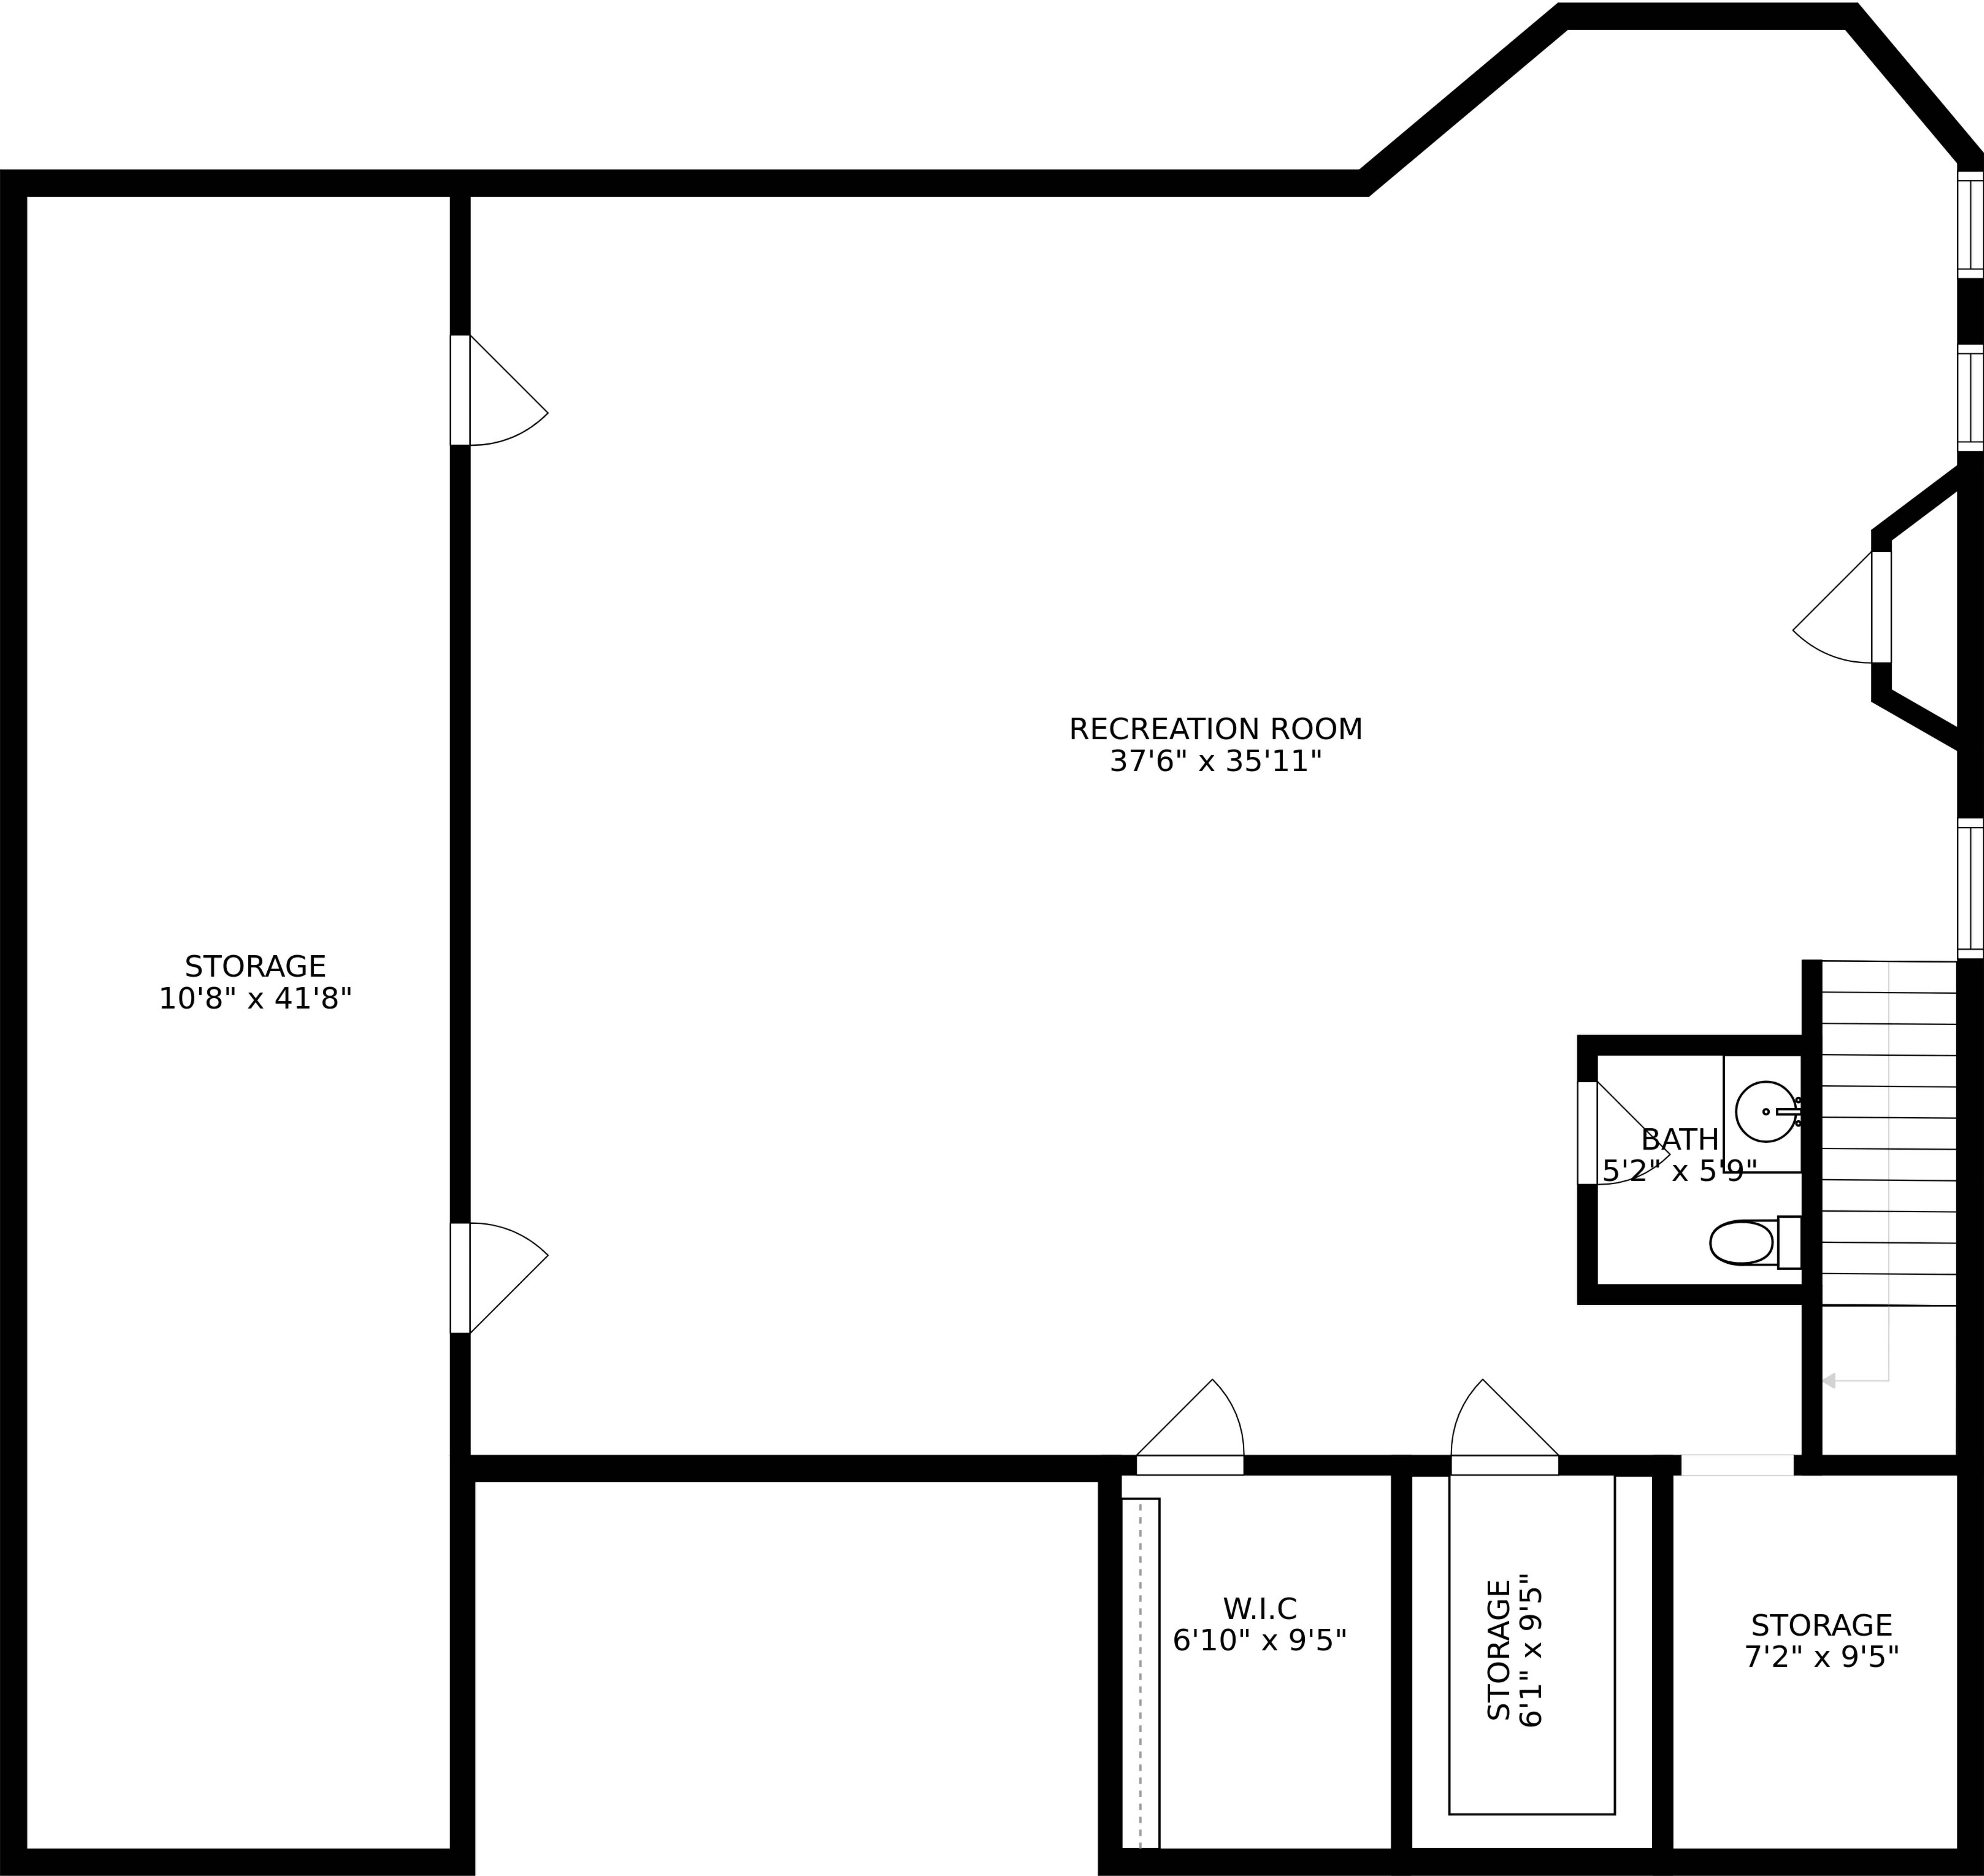 RECREATION ROOM
37'6" x 35'11"
STORAGE
10'8" x 41'8"
BATH
5'2" x 5'9"
W.I.C
6'10" x 9'5"
STORAGE
6'1" x 9'5"
STORAGE
7'2" x 9'5"